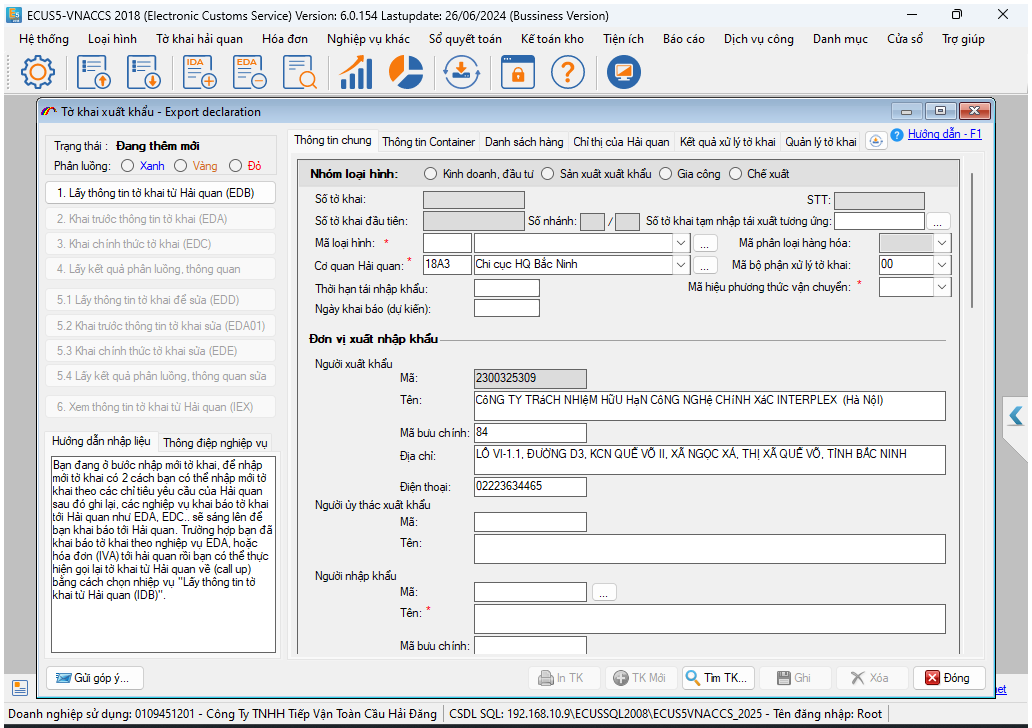 ECUS5-VNACCS 2018 (Electronic Customs Service) Version: 6.0.154 Lastupdate: 26/06/2024 (Bussiness Version)
Hệ thống Loại hình Tờ khai hải quan Hóa đơn Nghiệp vụ khác Sổ quyết toán Kế toán kho Tiện ích Báo cáo Dịch vụ công Danh mục Cửa sổ Trợ giúp
IDA EDA
Tờ khai xuất khẩu - Export declaration
Trạng thái : Đang thêm mới
Phân luồng: Xanh Vàng Đỏ
1. Lấy thông tin tờ khai từ Hải quan (EDB)
2. Khai trước thông tin tờ khai (EDA)
3. Khai chính thức tờ khai (EDC)
4. Lấy kết quả phân luồng, thông quan
5.1 Lấy thông tin tờ khai để sửa (EDD)
5.2 Khai trước thông tin tờ khai sửa (EDA01)
5.3 Khai chính thức tờ khai sửa (EDE)
5.4 Lấy kết quả phân luồng, thông quan sửa
6. Xem thông tin tờ khai từ Hải quan (IEX)
Hướng dẫn nhập liệu Thông điệp nghiệp vụ
Bạn đang ở bước nhập mới tờ khai, để nhập
mới tờ khai có 2 cách bạn có thể nhập mới tờ
khai theo các chỉ tiêu yêu cầu của Hải quan
sau đó ghi lại, các nghiệp vụ khai báo tờ khai
tới Hải quan như EDA, EDC.. sẽ sáng lên để
bạn khai báo tới Hải quan. Trường hợp bạn đã
khai báo tờ khai theo nghiệp vụ EDA, hoặc
hóa đơn (IVA) tới hải quan rồi bạn có thể thực
hiện gọi lại tờ khai từ Hải quan về (call up)
bằng cách chọn nhiệp vụ "Lấy thông tin tờ
khai từ Hải quan (IDB)".
Thông tin chung Thông tin Container Danh sách hàng Chỉ thị của Hải quan Kết quả xử lý tờ khai Quản lý tờ khai ? Hướng dẫn - F1
Nhóm loại hình: Kinh doanh, đầu tư Sản xuất xuất khẩu Gia công Chế xuất
Số tờ khai: STT:
Số tờ khai đầu tiên: Số nhánh: / Số tờ khai tạm nhập tái xuất tương ứng: ...
Mã loại hình: * ... Mã phân loại hàng hóa:
Cơ quan Hải quan: * 18A3 Chi cục HQ Bắc Ninh ... Mã bộ phận xử lý tờ khai: 00
Thời hạn tái nhập khẩu: Mã hiệu phương thức vận chuyển: *
Ngày khai báo (dự kiến):
Đơn vị xuất nhập khẩu
Người xuất khẩu
Mã: 2300325309
Tên: CôNG TY TRáCH NHIệM HữU HạN CôNG NGHệ CHíNH XáC INTERPLEX (Hà NộI)
Mã bưu chính: 84
Địa chỉ: LÔ VI-1.1, ĐƯỜNG D3, KCN QUẾ VÕ II, XÃ NGỌC XÁ, THỊ XÃ QUẾ VÕ, TỈNH BẮC NINH
Điện thoại: 02223634465
Người ủy thác xuất khẩu
Mã:
Tên:
Người nhập khẩu
Mã: ...
Tên: *
Mã bưu chính:
Gửi góp ý... In TK TK Mới Tìm TK... Ghi Xóa Đóng
net
Doanh nghiệp sử dụng: 0109451201 - Công Ty TNHH Tiếp Vận Toàn Cầu Hải Đăng CSDL SQL: 192.168.10.9\ECUSSQL2008\ECUS5VNACCS_2025 - Tên đăng nhập: Root